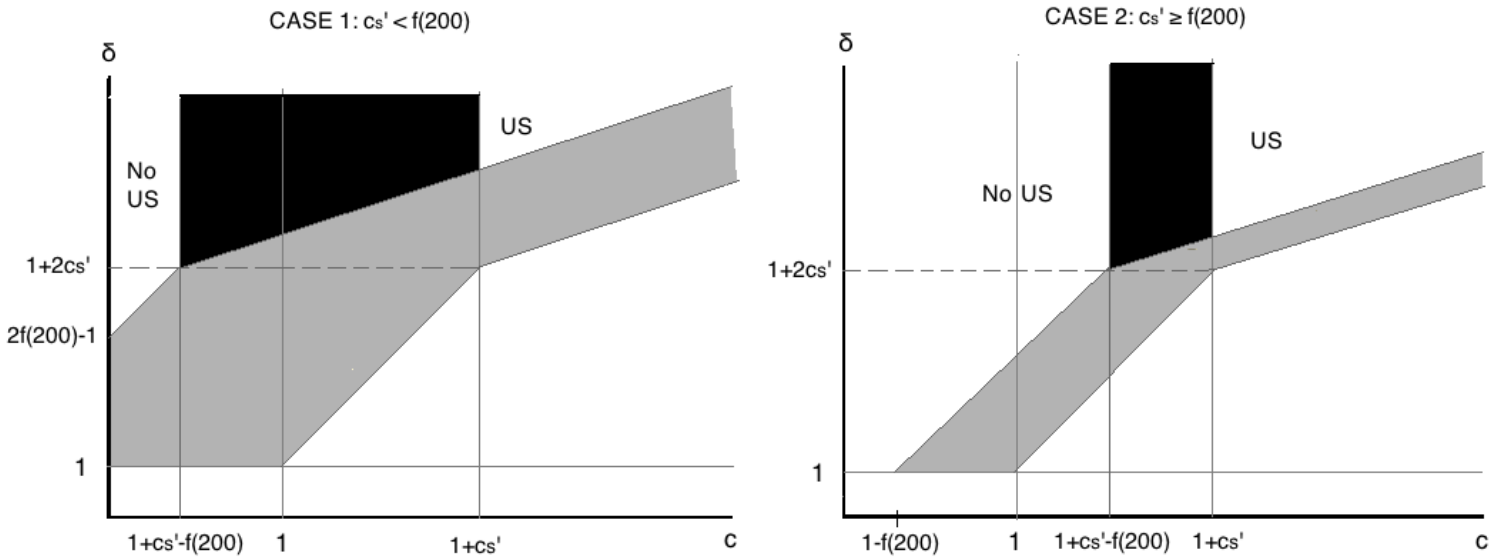 CASE 1: cs' < f(200)
δ
No
US
US
1+2cs'
2f(200)-1
1
1+cs'-f(200)
1
1+cs'
c
CASE 2: cs' ≥ f(200)
δ
No US
US
1+2cs'
1
1-f(200)
1
1+cs'-f(200)
1+cs'
c